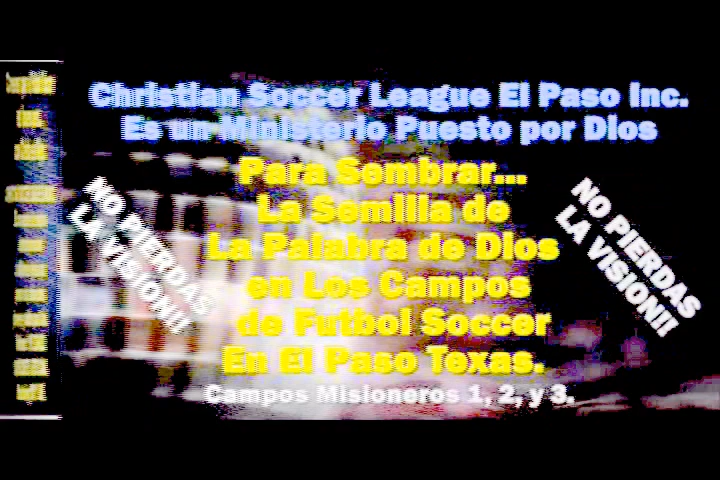 Christian Soccer League El Paso Inc.
Es un Ministerio Puesto por Dios
Para Sembrar...
La Semilla de
La Palabra de Dios
en Los Campos
de Futbol Soccer
En El Paso Texas.
Campos Misioneros 1, 2, y 3.
NO PIERDAS
LA VISION!!
NO PIERDAS
LA VISION!!